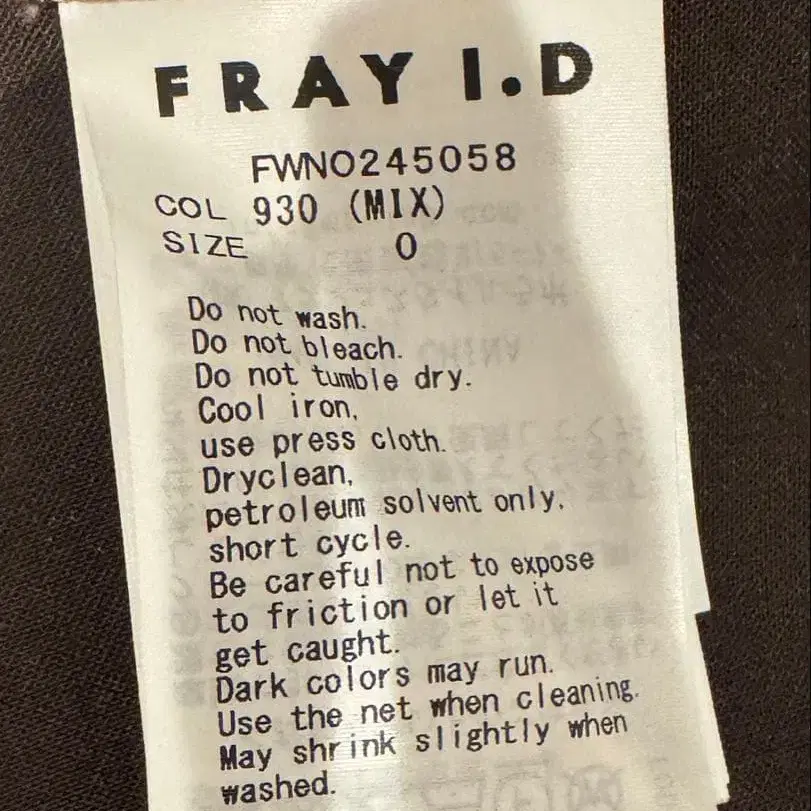 FRAY I.D
FWNO245058
COL 930 (MIX)
SIZE 0
Do not wash.
Do not bleach.
Do not tumble dry.
Cool iron,
use press cloth.
Dryclean,
petroleum solvent only,
short cycle.
Be careful not to expose
to friction or let it
get caught.
Dark colors may run.
Use the net when cleaning.
May shrink slightly when
washed.